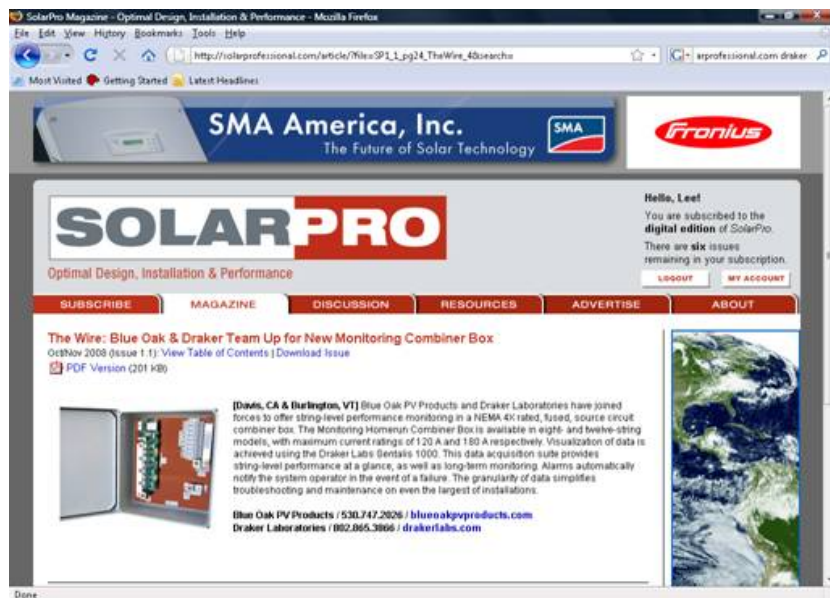 SolarPro Magazine - Optimal Design, Installation & Performance - Mozilla Firefox
File Edit View History Bookmarks Tools Help
http://solarprofessional.com/article/?file=SP1_1_pg24_TheWire_4&search=
arprofessional.com draker
Most Visited Getting Started Latest Headlines
SMA America, Inc.
The Future of Solar Technology
SMA
Fronius
SOLARPRO
Optimal Design, Installation & Performance
Hello, Lee!
You are subscribed to the
digital edition of SolarPro.
There are six issues
remaining in your subscription.
LOGOUT MY ACCOUNT
SUBSCRIBE MAGAZINE DISCUSSION RESOURCES ADVERTISE ABOUT
The Wire: Blue Oak & Draker Team Up for New Monitoring Combiner Box
Oct/Nov 2008 (Issue 1.1): View Table of Contents | Download Issue
PDF Version (201 KB)
[Davis, CA & Burlington, VT] Blue Oak PV Products and Draker Laboratories have joined
forces to offer string-level performance monitoring in a NEMA 4X rated, fused, source circuit
combiner box. The Monitoring Homerun Combiner Box is available in eight- and twelve-string
models, with maximum current ratings of 120 A and 180 A respectively. Visualization of data is
achieved using the Draker Labs Sentalis 1000. This data acquisition suite provides
string-level performance at a glance, as well as long-term monitoring. Alarms automatically
notify the system operator in the event of a failure. The granularity of data simplifies
troubleshooting and maintenance on even the largest of installations.
Blue Oak PV Products / 530.747.2026 / blueoakpvproducts.com
Draker Laboratories / 802.865.3866 / drakerlabs.com
Done